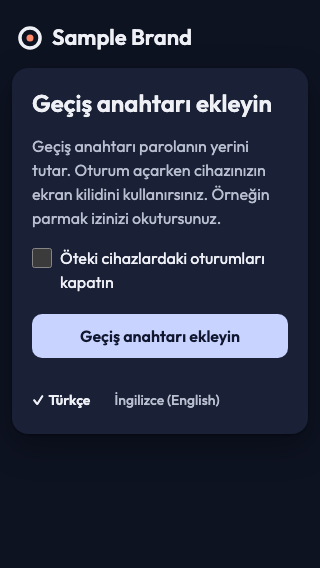 Sample Brand
Geçiş anahtarı ekleyin
Geçiş anahtarı parolanın yerini
tutar. Oturum açarken cihazınızın
ekran kilidini kullanırsınız. Örneğin
parmak izinizi okutursunuz.
Öteki cihazlardaki oturumları
kapatın
Geçiş anahtarı ekleyin
Türkçe
İngilizce (English)